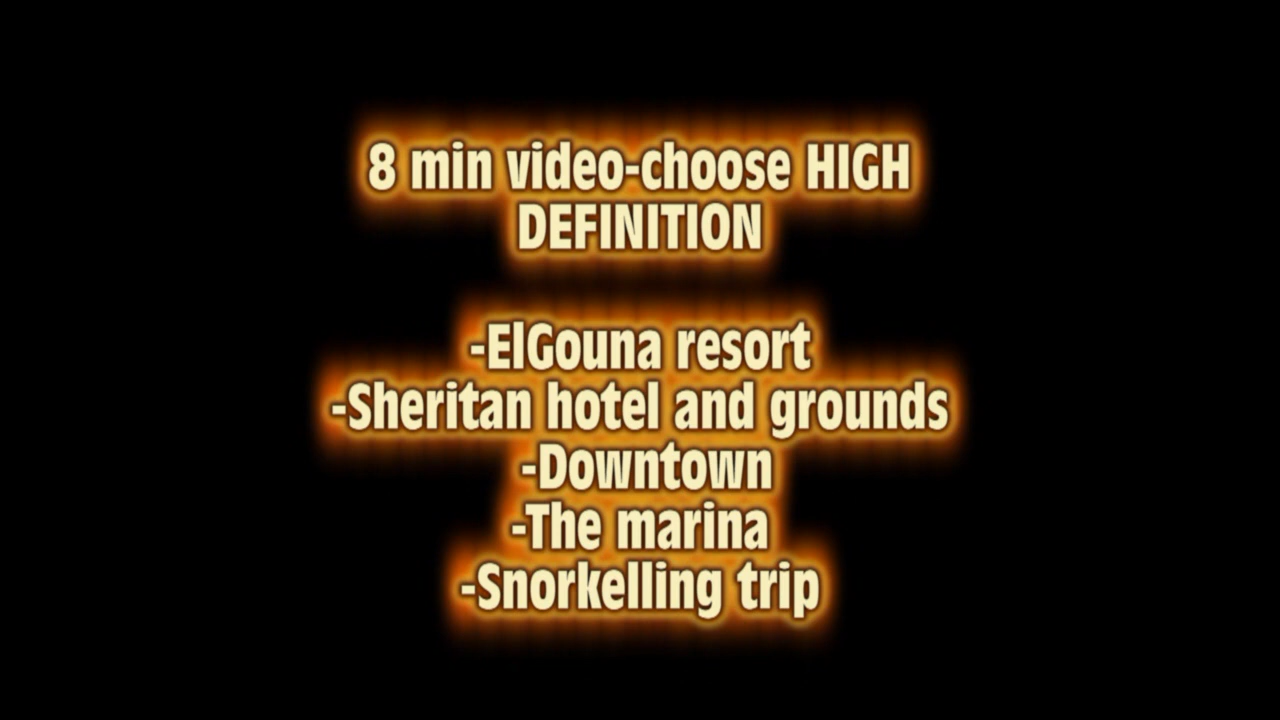 8 min video-choose HIGH
DEFINITION
-ElGouna resort
-Sheritan hotel and grounds
-Downtown
-The marina
-Snorkelling trip